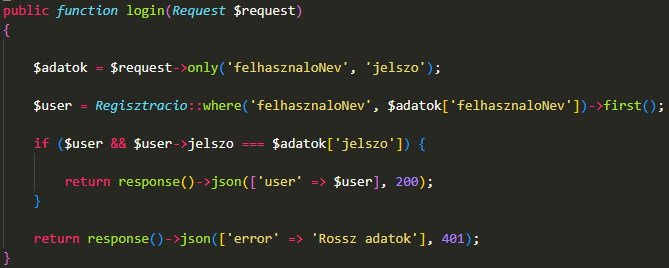 public function login(Request $request)
{
$adatok = $request->only('felhasznaloNev', 'jelszo');
$user = Regisztracio::where('felhasznaloNev', $adatok['felhasznaloNev'])->first();
if ($user && $user->jelszo === $adatok['jelszo']) {
return response()->json(['user' => $user], 200);
}
return response()->json(['error' => 'Rossz adatok'], 401);
}